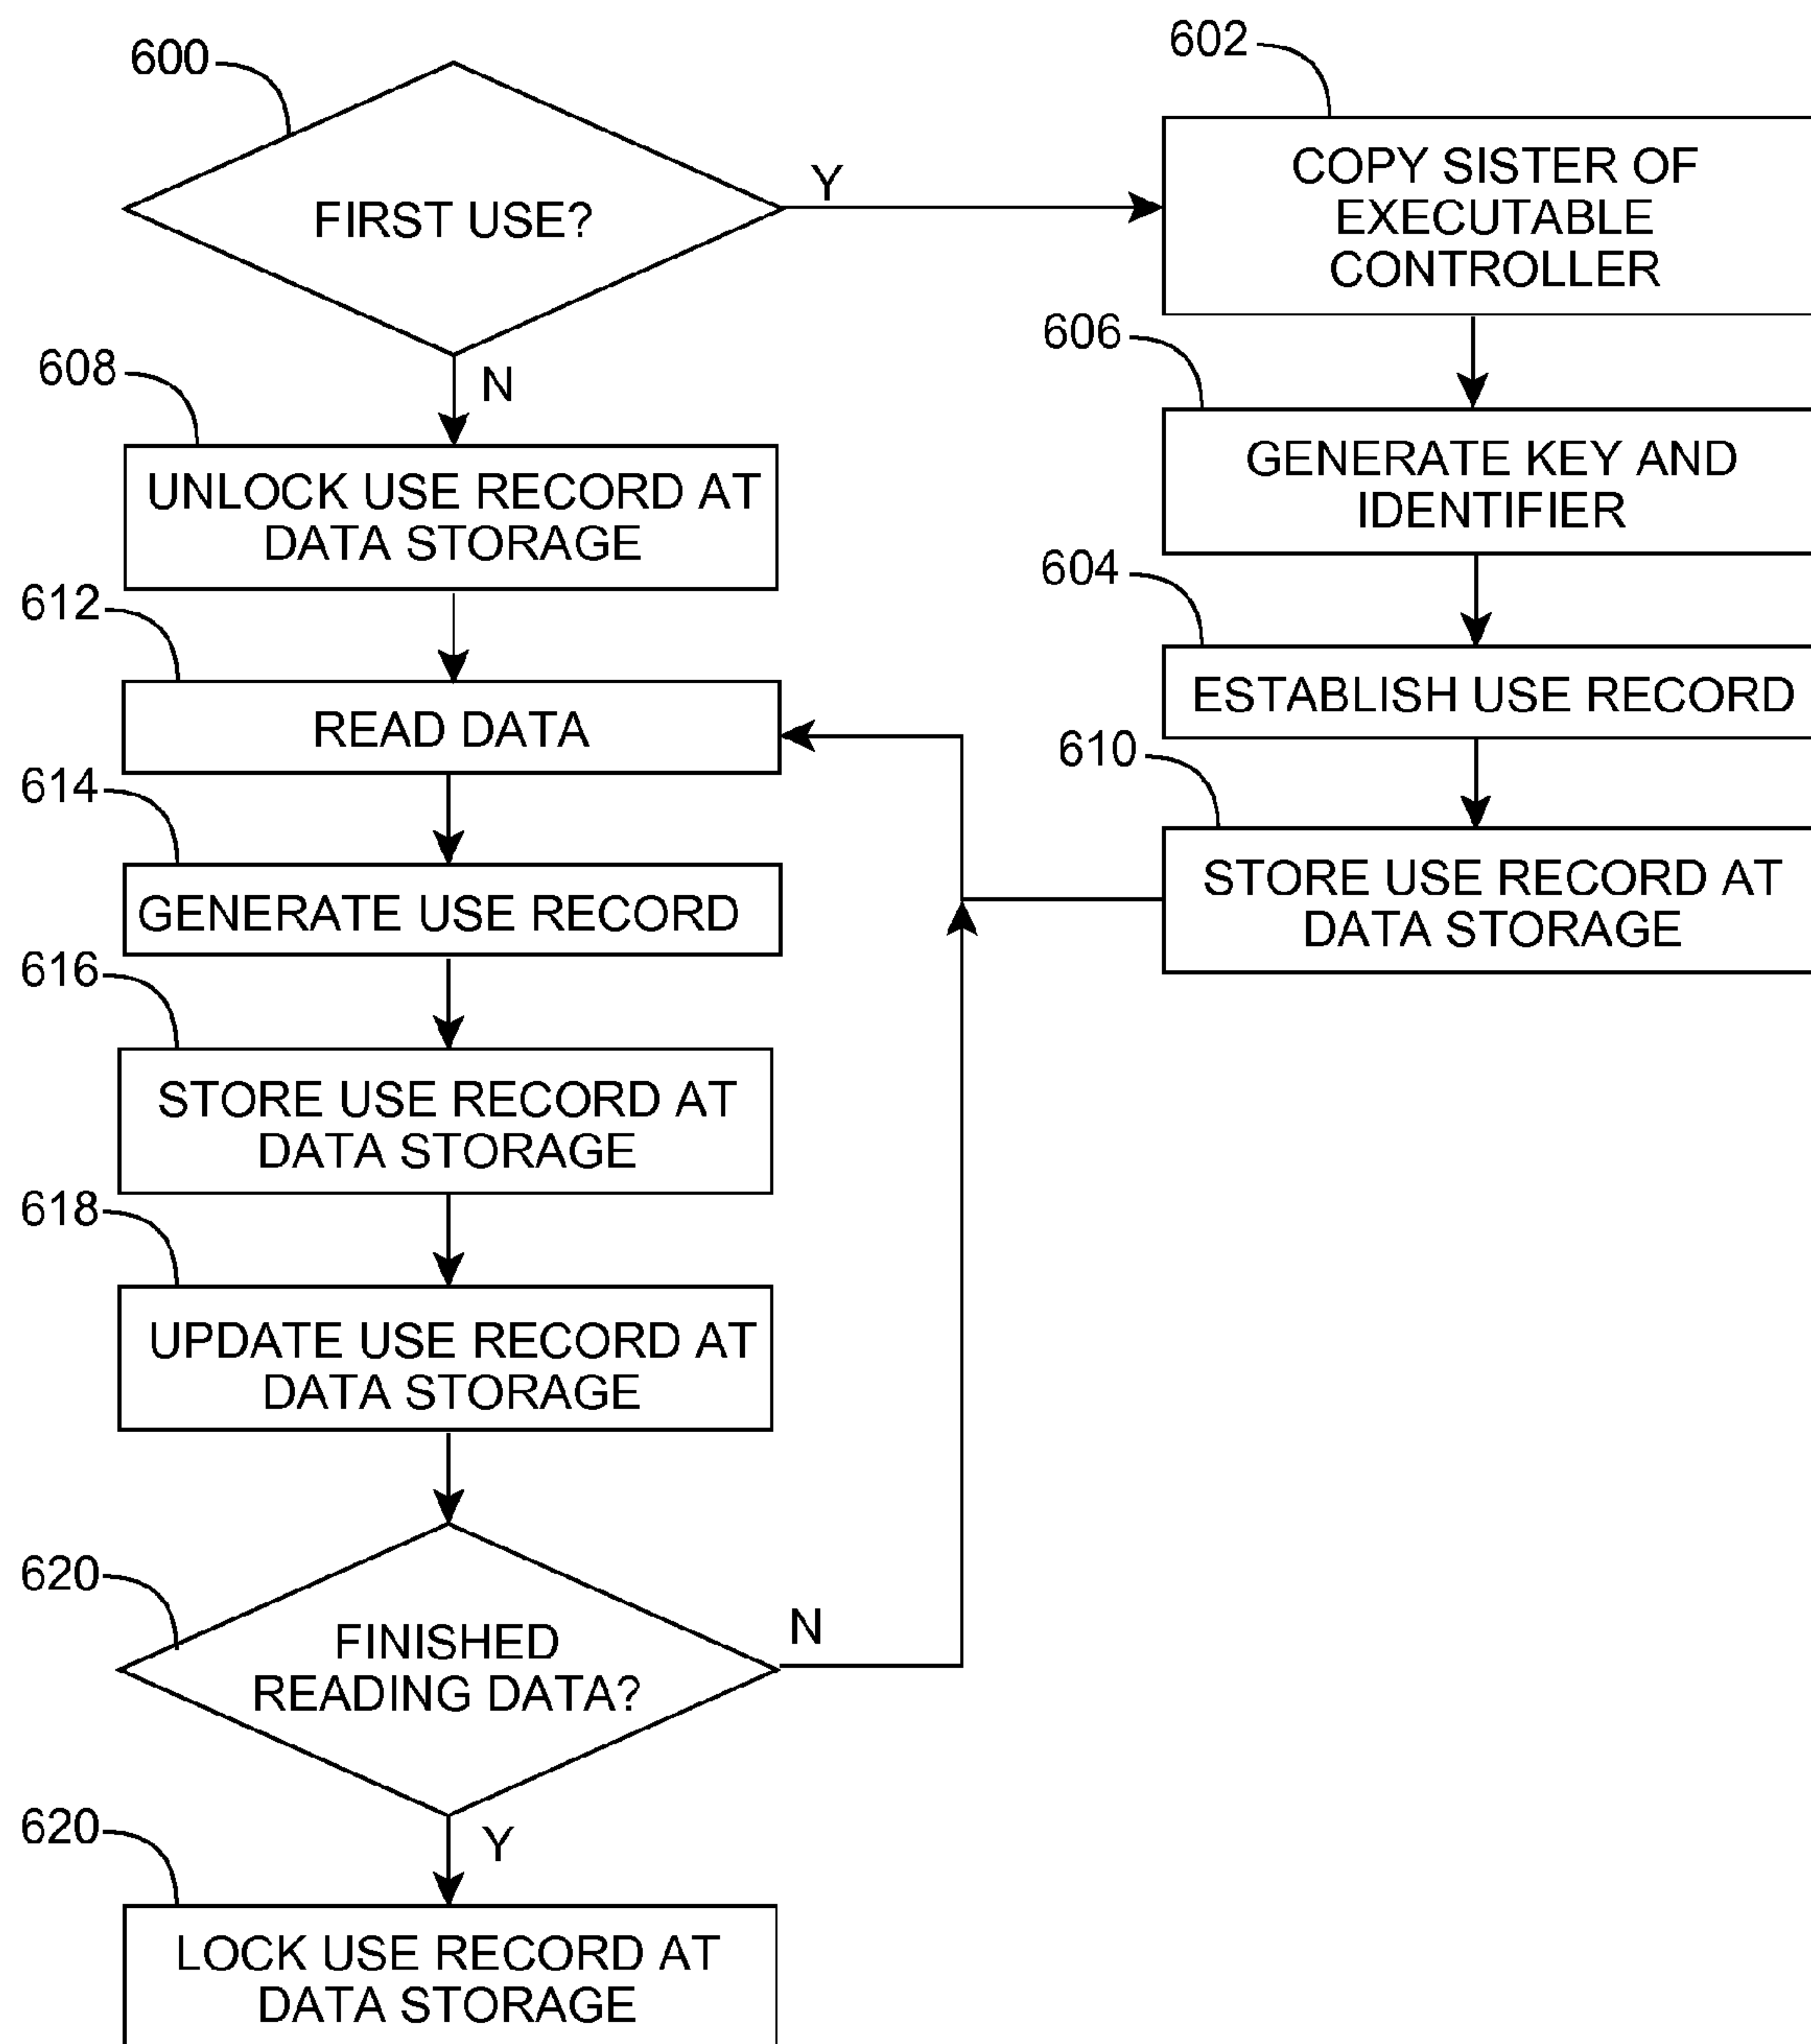 600
FIRST USE?
Y
N
602
COPY SISTER OF
EXECUTABLE
CONTROLLER
606
GENERATE KEY AND
IDENTIFIER
604
ESTABLISH USE RECORD
610
STORE USE RECORD AT
DATA STORAGE
608
UNLOCK USE RECORD AT
DATA STORAGE
612
READ DATA
614
GENERATE USE RECORD
616
STORE USE RECORD AT
DATA STORAGE
618
UPDATE USE RECORD AT
DATA STORAGE
620
FINISHED
READING DATA?
N
Y
620
LOCK USE RECORD AT
DATA STORAGE